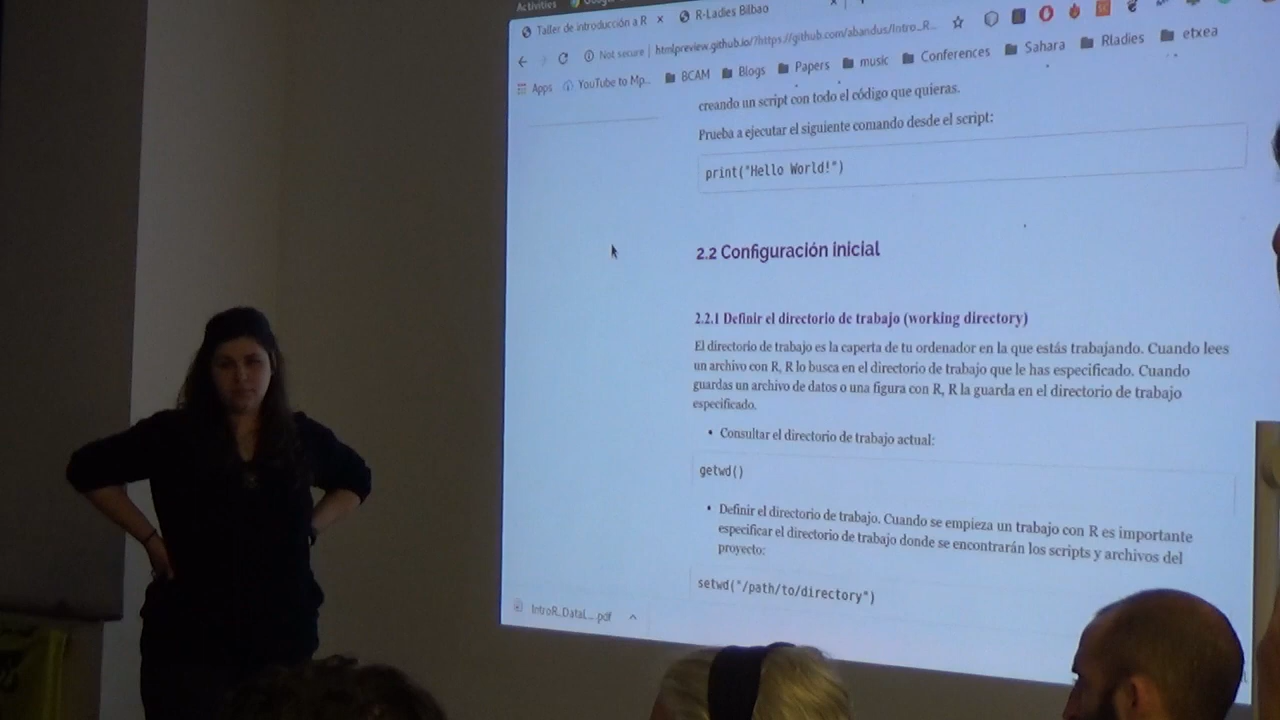 Activities
Taller de introducción a R × R-Ladies Bilbao ×
Not secure | htmlpreview.github.io/?https://github.com/abandus/Intro_R...
Apps YouTube to Mp... BCAM Blogs Papers music Conferences Sahara Rladies etxea
creando un script con todo el código que quieras.
Prueba a ejecutar el siguiente comando desde el script:
print("Hello World!")
2.2 Configuración inicial
2.2.1 Definir el directorio de trabajo (working directory)
El directorio de trabajo es la caperta de tu ordenador en la que estás trabajando. Cuando lees
un archivo con R, R lo busca en el directorio de trabajo que le has especificado. Cuando
guardas un archivo de datos o una figura con R, R la guarda en el directorio de trabajo
especificado.
• Consultar el directorio de trabajo actual:
getwd()
• Definir el directorio de trabajo. Cuando se empieza un trabajo con R es importante
especificar el directorio de trabajo donde se encontrarán los scripts y archivos del
proyecto:
setwd("/path/to/directory")
IntroR_DataL....pdf